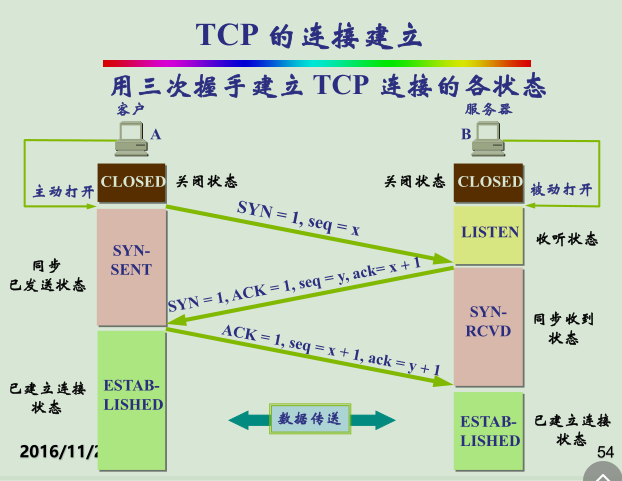 TCP 的连接建立
用三次握手建立 TCP 连接的各状态
客户
服务器
A
B
主动打开
CLOSED
关闭状态
关闭状态
CLOSED
被动打开
SYN = 1, seq = x
LISTEN
收听状态
SYN-
SENT
同步
已发送状态
SYN = 1, ACK = 1, seq = y, ack= x + 1
SYN-
RCVD
同步收到
状态
ACK = 1, seq = x + 1, ack = y + 1
已建立连接
状态
ESTAB-
LISHED
数据传送
ESTAB-
LISHED
已建立连接
状态
2016/11/2
54